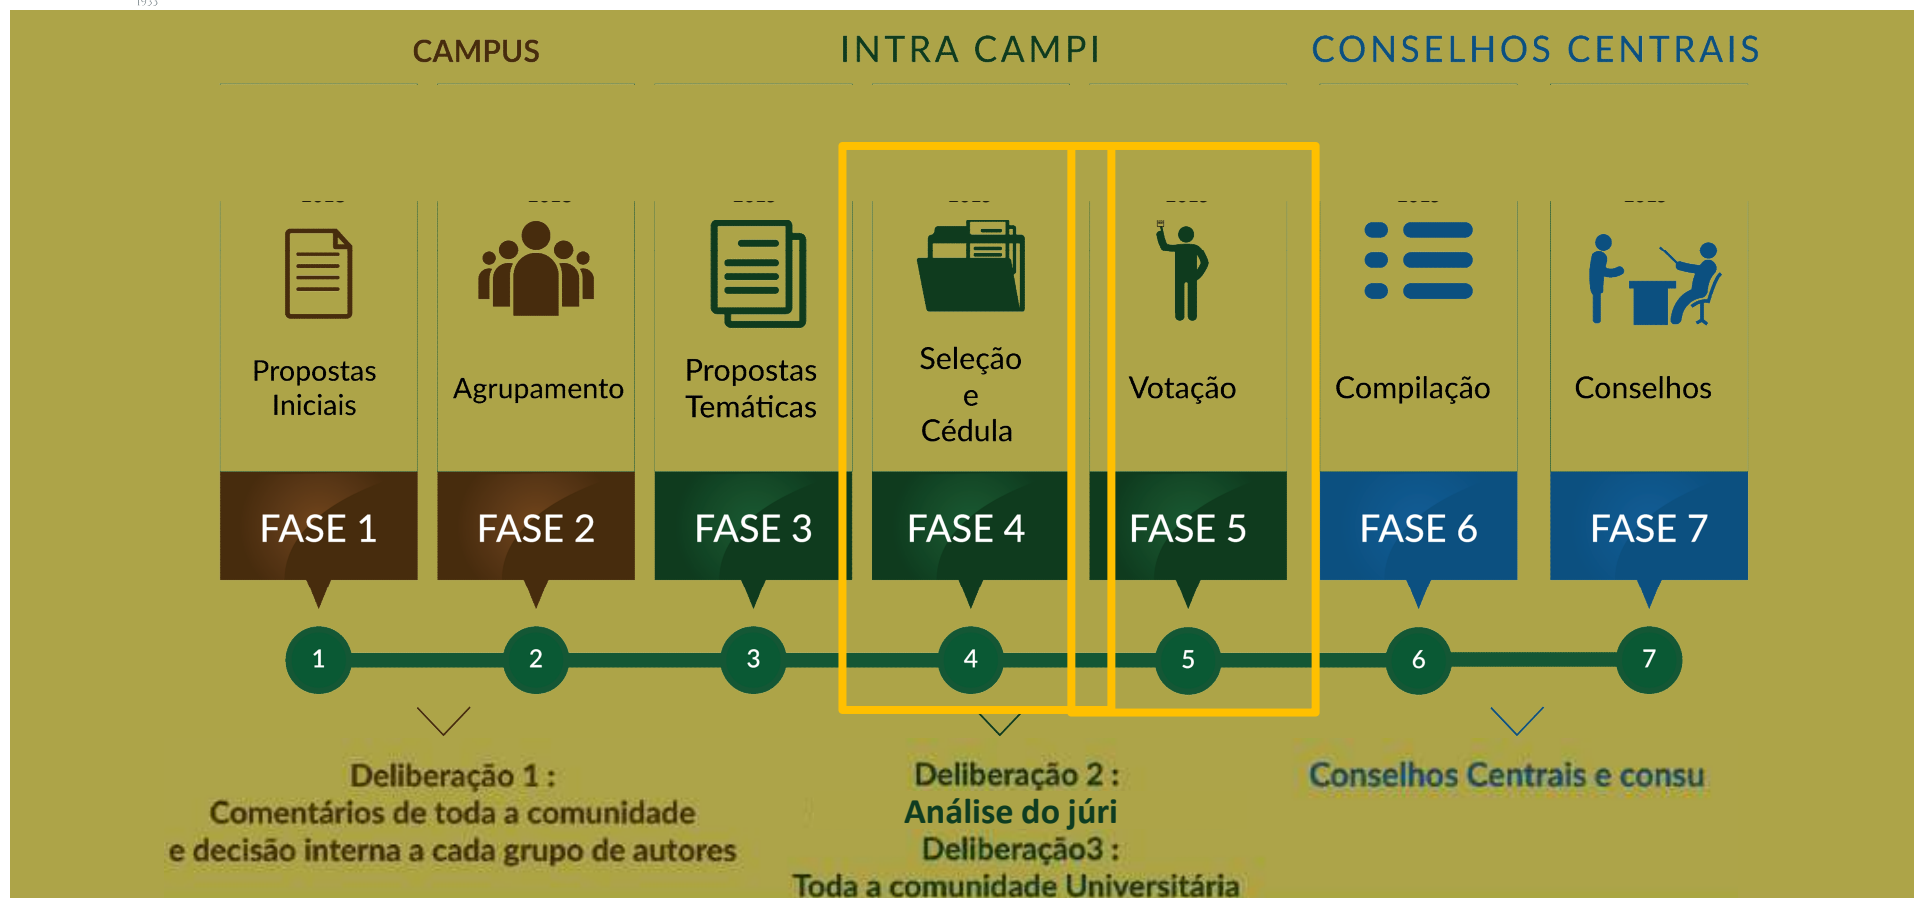 CAMPUS
INTRA CAMPI
CONSELHOS CENTRAIS
Propostas
Iniciais
Agrupamento
Propostas
Temáticas
Seleção
e
Cédula
Votação
Compilação
Conselhos
FASE 1
FASE 2
FASE 3
FASE 4
FASE 5
FASE 6
FASE 7
1
2
3
4
5
6
7
Deliberação 1 :
Comentários de toda a comunidade
e decisão interna a cada grupo de autores
Deliberação 2 :
Análise do júri
Deliberação3 :
Toda a comunidade Universitária
Conselhos Centrais e consu